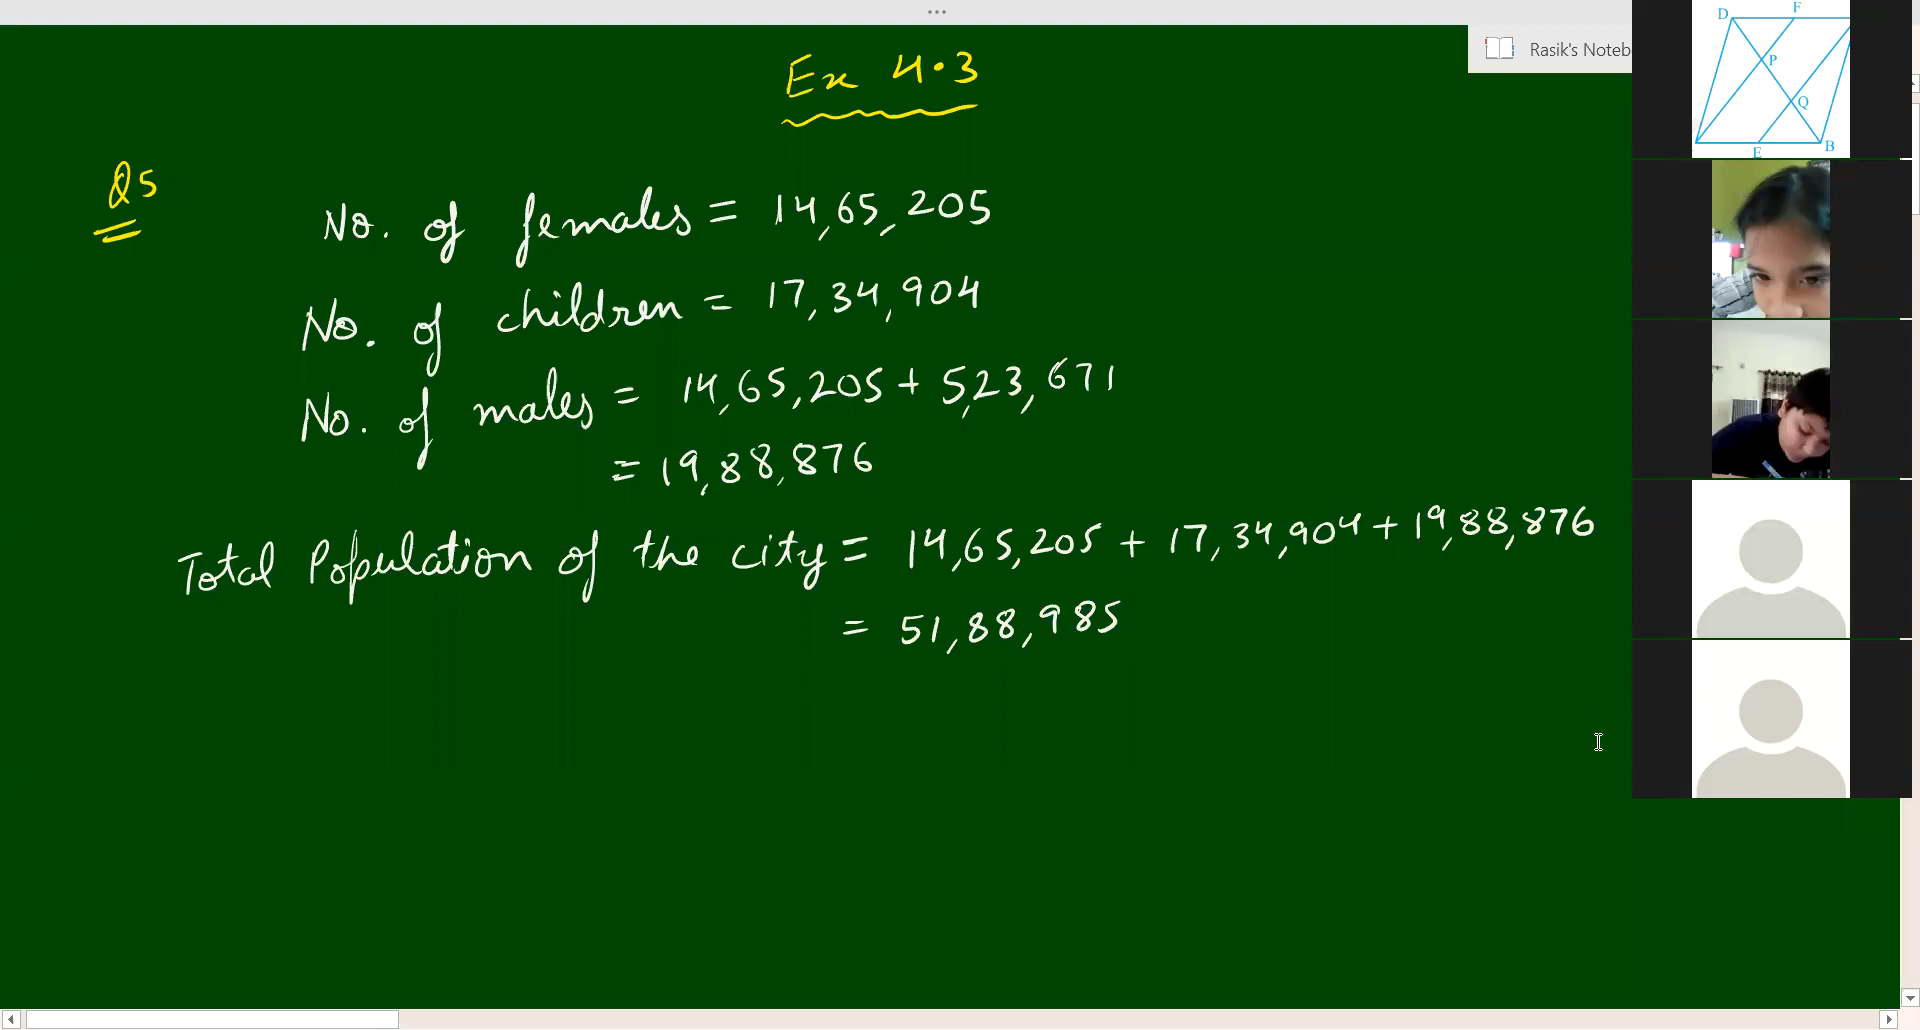 Ex 4.3
Rasik's Noteb
Q5
No. of females = 14,65,205
No. of children = 17,34,904
No. of males = 14,65,205 + 5,23,671
= 19,88,876
Total Population of the city = 14,65,205 + 17,34,904 + 19,88,876
= 51,88,985
D F
P
Q
E B